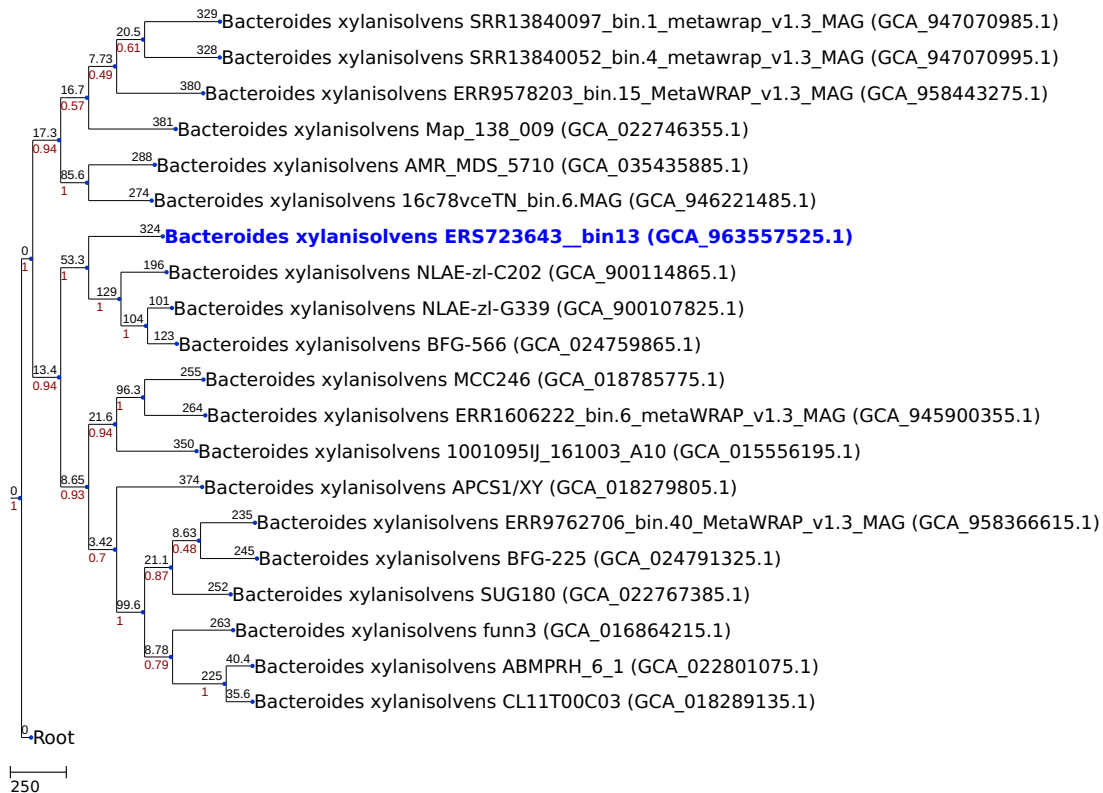 329
Bacteroides xylanisolvens SRR13840097_bin.1_metawrap_v1.3_MAG (GCA_947070985.1)
20.5
0.61
328
Bacteroides xylanisolvens SRR13840052_bin.4_metawrap_v1.3_MAG (GCA_947070995.1)
7.73
0.49
380
Bacteroides xylanisolvens ERR9578203_bin.15_MetaWRAP_v1.3_MAG (GCA_958443275.1)
16.7
0.57
381
Bacteroides xylanisolvens Map_138_009 (GCA_022746355.1)
17.3
0.94
288
Bacteroides xylanisolvens AMR_MDS_5710 (GCA_035435885.1)
85.6
1
274
Bacteroides xylanisolvens 16c78vceTN_bin.6.MAG (GCA_946221485.1)
324
Bacteroides xylanisolvens ERS723643__bin13 (GCA_963557525.1)
0
1
53.3
1
196
Bacteroides xylanisolvens NLAE-zl-C202 (GCA_900114865.1)
129
1
101
Bacteroides xylanisolvens NLAE-zl-G339 (GCA_900107825.1)
104
1
123
Bacteroides xylanisolvens BFG-566 (GCA_024759865.1)
13.4
0.94
255
Bacteroides xylanisolvens MCC246 (GCA_018785775.1)
96.3
1
264
Bacteroides xylanisolvens ERR1606222_bin.6_metaWRAP_v1.3_MAG (GCA_945900355.1)
21.6
0.94
350
Bacteroides xylanisolvens 1001095IJ_161003_A10 (GCA_015556195.1)
8.65
0.93
374
Bacteroides xylanisolvens APCS1/XY (GCA_018279805.1)
0
1
235
Bacteroides xylanisolvens ERR9762706_bin.40_MetaWRAP_v1.3_MAG (GCA_958366615.1)
8.63
0.48
3.42
0.7
245
Bacteroides xylanisolvens BFG-225 (GCA_024791325.1)
21.1
0.87
252
Bacteroides xylanisolvens SUG180 (GCA_022767385.1)
99.6
1
263
Bacteroides xylanisolvens funn3 (GCA_016864215.1)
8.78
0.79
40.4
Bacteroides xylanisolvens ABMPRH_6_1 (GCA_022801075.1)
225
1
35.6
Bacteroides xylanisolvens CL11T00C03 (GCA_018289135.1)
0
Root
250